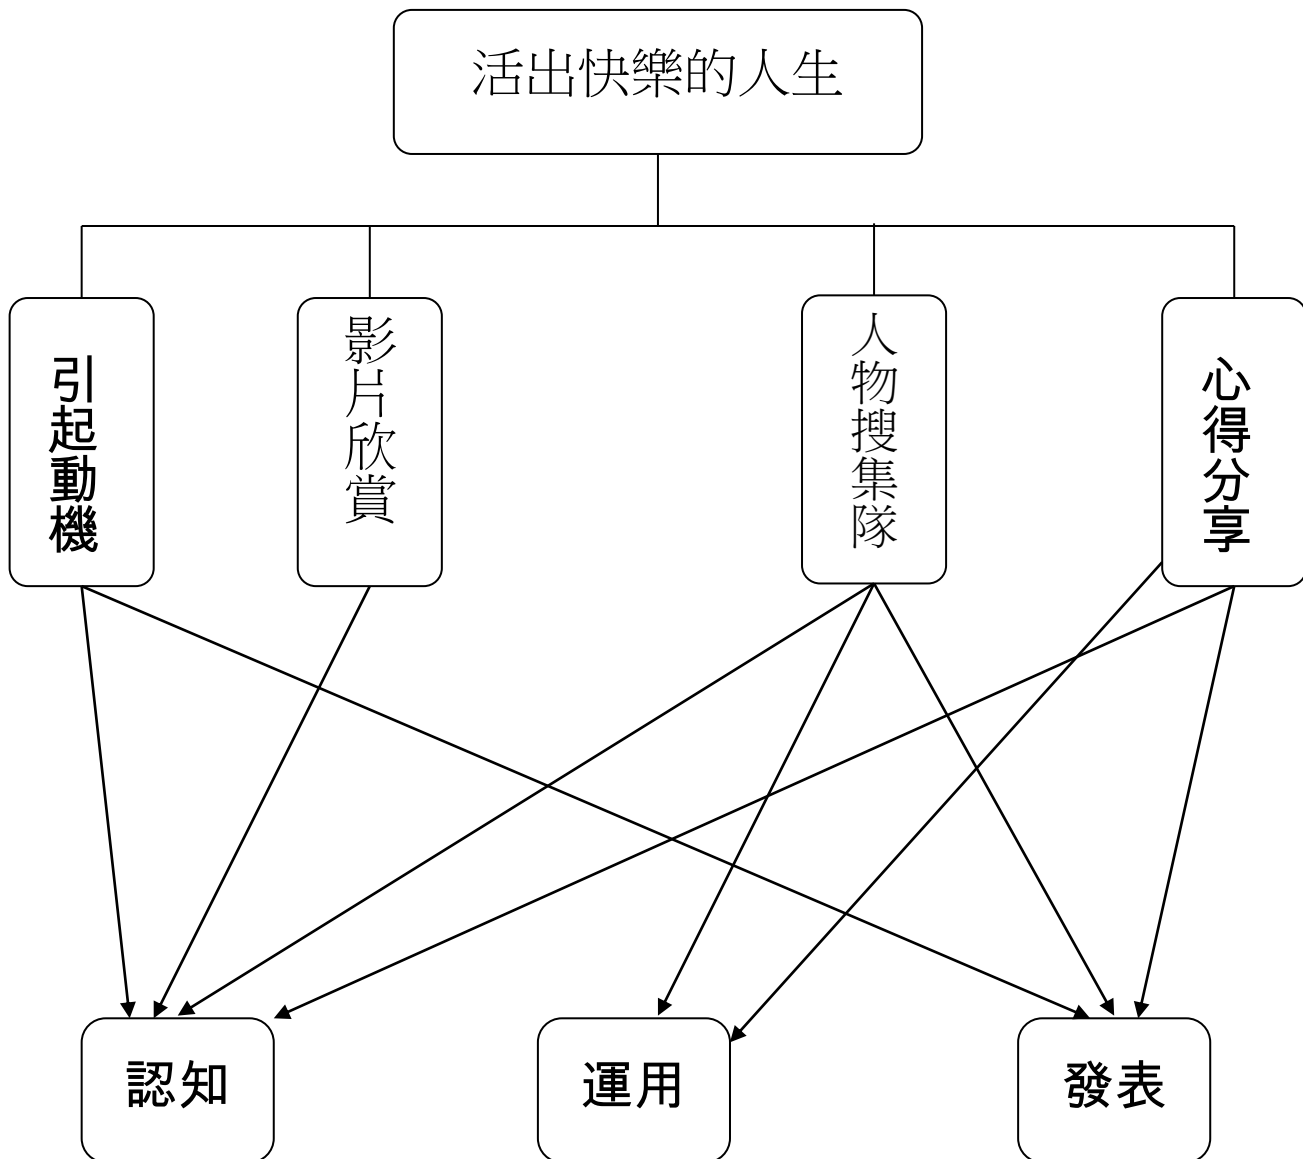 活出快樂的人生
引起動機
影片欣賞
人物搜集隊
心得分享
認知
運用
發表